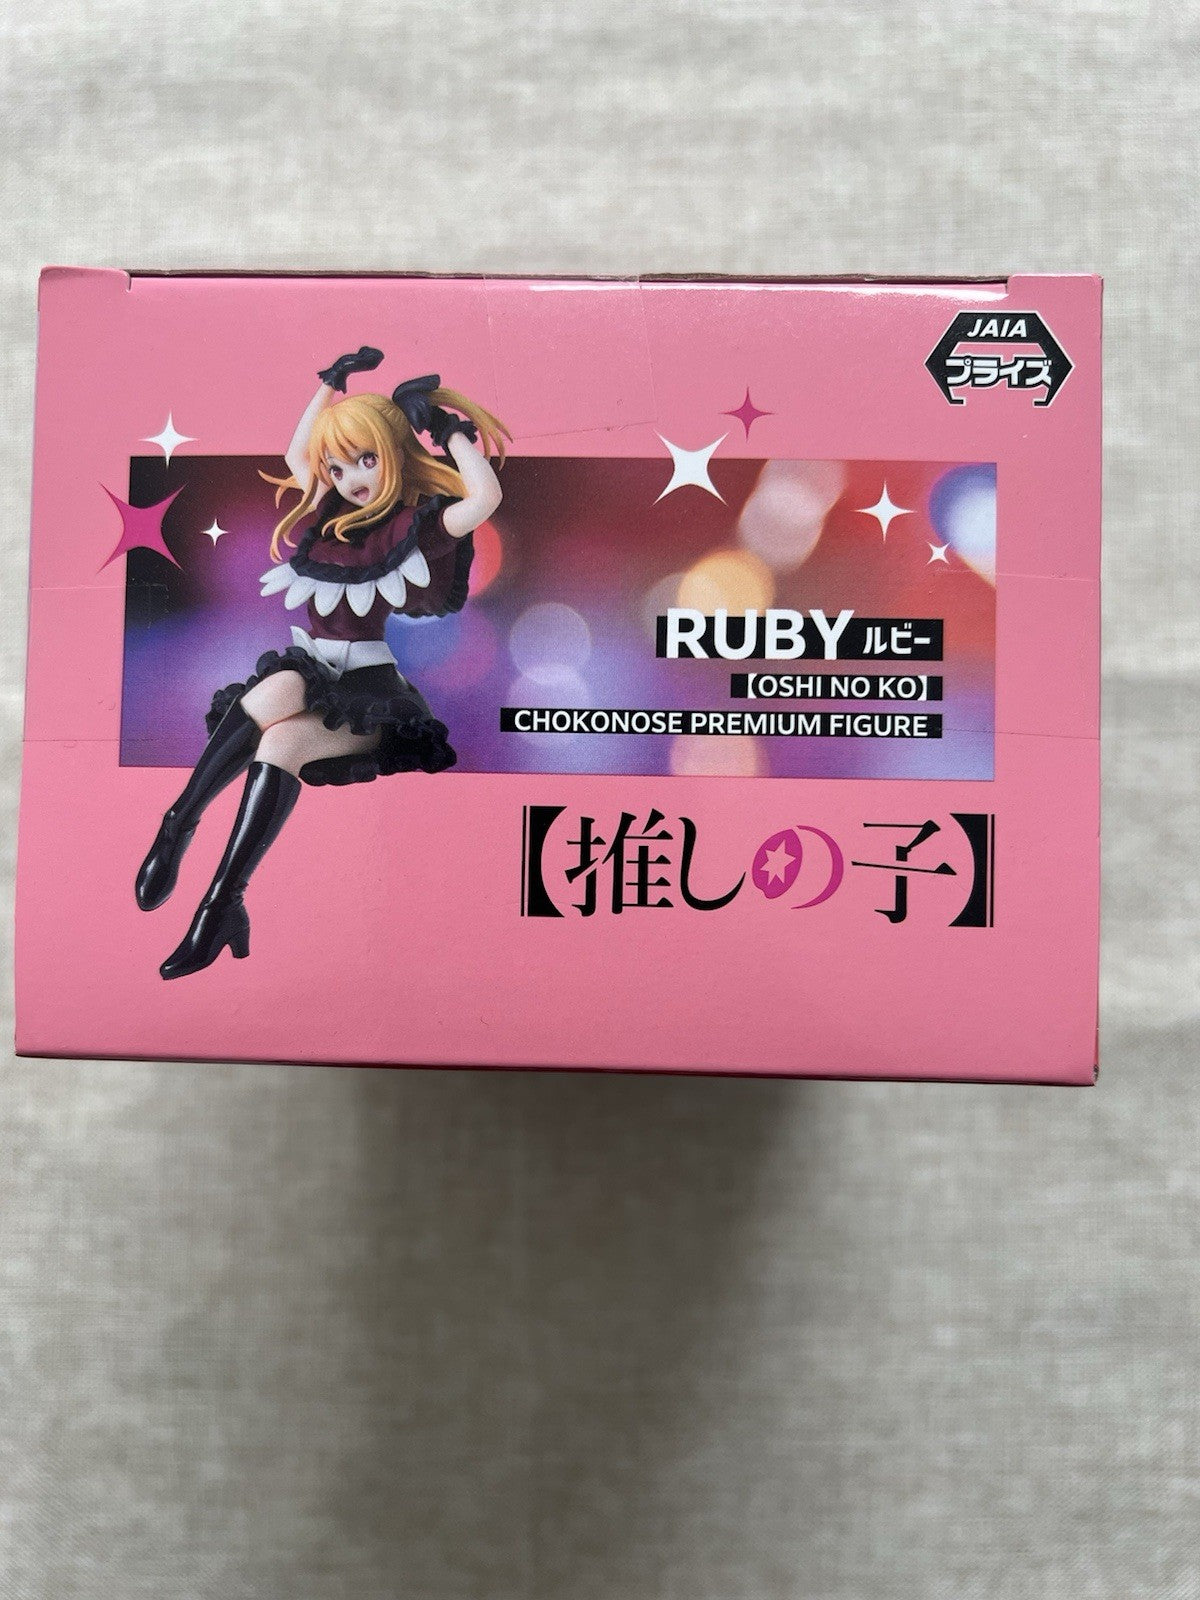 JAIA
プライズ
RUBY ルビー
【OSHI NO KO】
CHOKONOSE PREMIUM FIGURE
【推しの子】